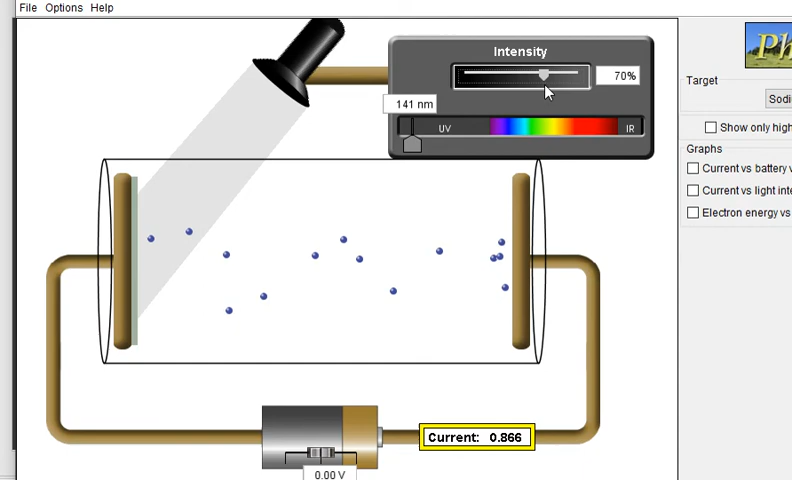 File Options Help
Intensity
70%
141 nm
UV
IR
Ph
Target
Sodi
Show only high
Graphs
Current vs battery v
Current vs light inte
Electron energy vs
Current: 0.866
0.00 V